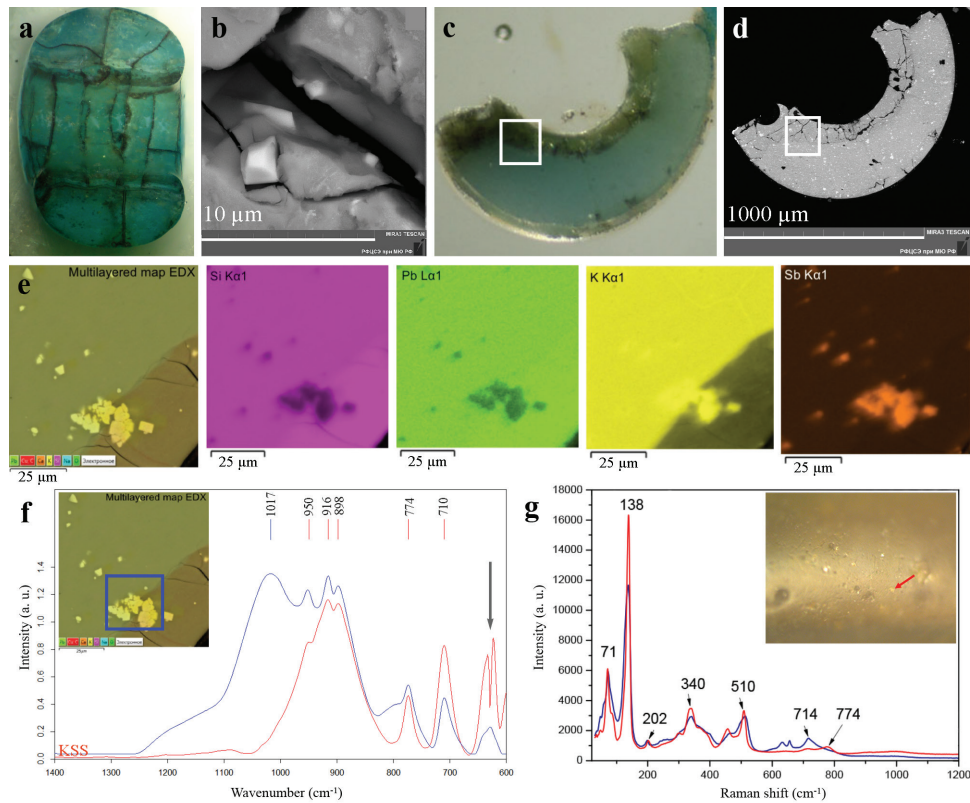 a
b
c
d
10 µm
MIRA3 TESCAN
РФЦСЭ при МЮ РФ
1000 µm
MIRA3 TESCAN
РФЦСЭ при МЮ РФ
e
Multilayered map EDX
Si Kα1
Pb Lα1
K Kα1
Sb Kα1
Электронное
25 µm
25 µm
25 µm
25 µm
25 µm
f
Multilayered map EDX
Электронное
25µm
1017
950
916
898
774
710
Intensity (a. u.)
1.4
1.2
1.0
0.8
0.6
0.4
0.2
0.0
KSS
1400
1300
1200
1100
1000
900
800
700
600
Wavenumber (cm⁻¹)
g
Intensity (a. u.)
18000
16000
14000
12000
10000
8000
6000
4000
2000
0
138
71
202
340
510
714
774
200
400
600
800
1000
1200
Raman shift (cm⁻¹)